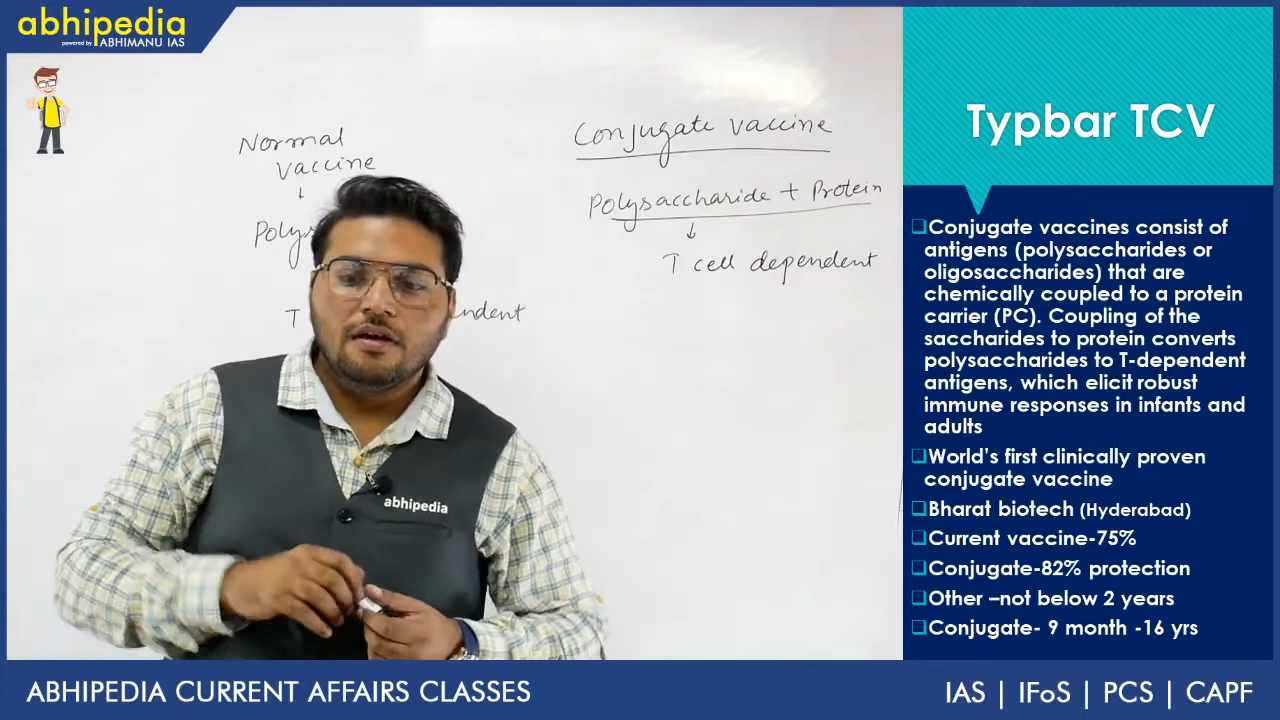 abhipedia
powered by ABHIMANU IAS
Normal
vaccine
↓
Conjugate vaccine
Polysaccharide + Protein
↓
T cell dependent
T
abhipedia
Typbar TCV
❑Conjugate vaccines consist of
antigens (polysaccharides or
oligosaccharides) that are
chemically coupled to a protein
carrier (PC). Coupling of the
saccharides to protein converts
polysaccharides to T-dependent
antigens, which elicit robust
immune responses in infants and
adults
❑World's first clinically proven
conjugate vaccine
❑Bharat biotech (Hyderabad)
❑Current vaccine-75%
❑Conjugate-82% protection
❑Other –not below 2 years
❑Conjugate- 9 month -16 yrs
ABHIPEDIA CURRENT AFFAIRS CLASSES
IAS | IFoS | PCS | CAPF